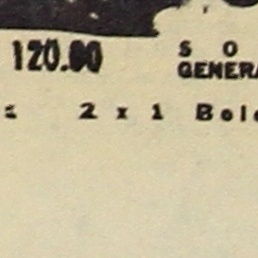 120.00 S O
GENERA
2 x 1 Bol